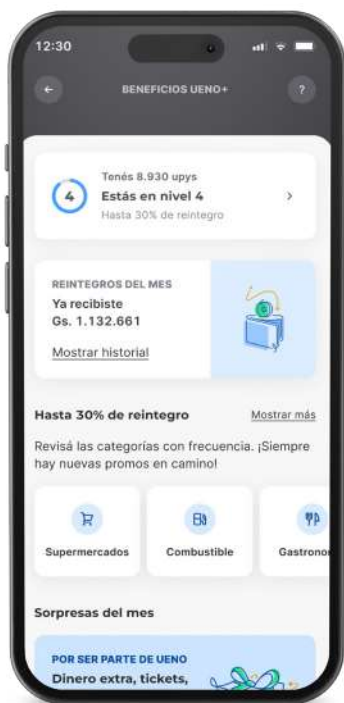 12:30
BENEFICIOS UENO+
?
Tenés 8.930 upys
4
Estás en nivel 4
Hasta 30% de reintegro
REINTEGROS DEL MES
Ya recibiste
Gs. 1.132.661
Mostrar historial
Hasta 30% de reintegro
Mostrar más
Revisá las categorías con frecuencia. ¡Siempre
hay nuevas promos en camino!
Supermercados
Combustible
Gastrono
Sorpresas del mes
POR SER PARTE DE UENO
Dinero extra, tickets,